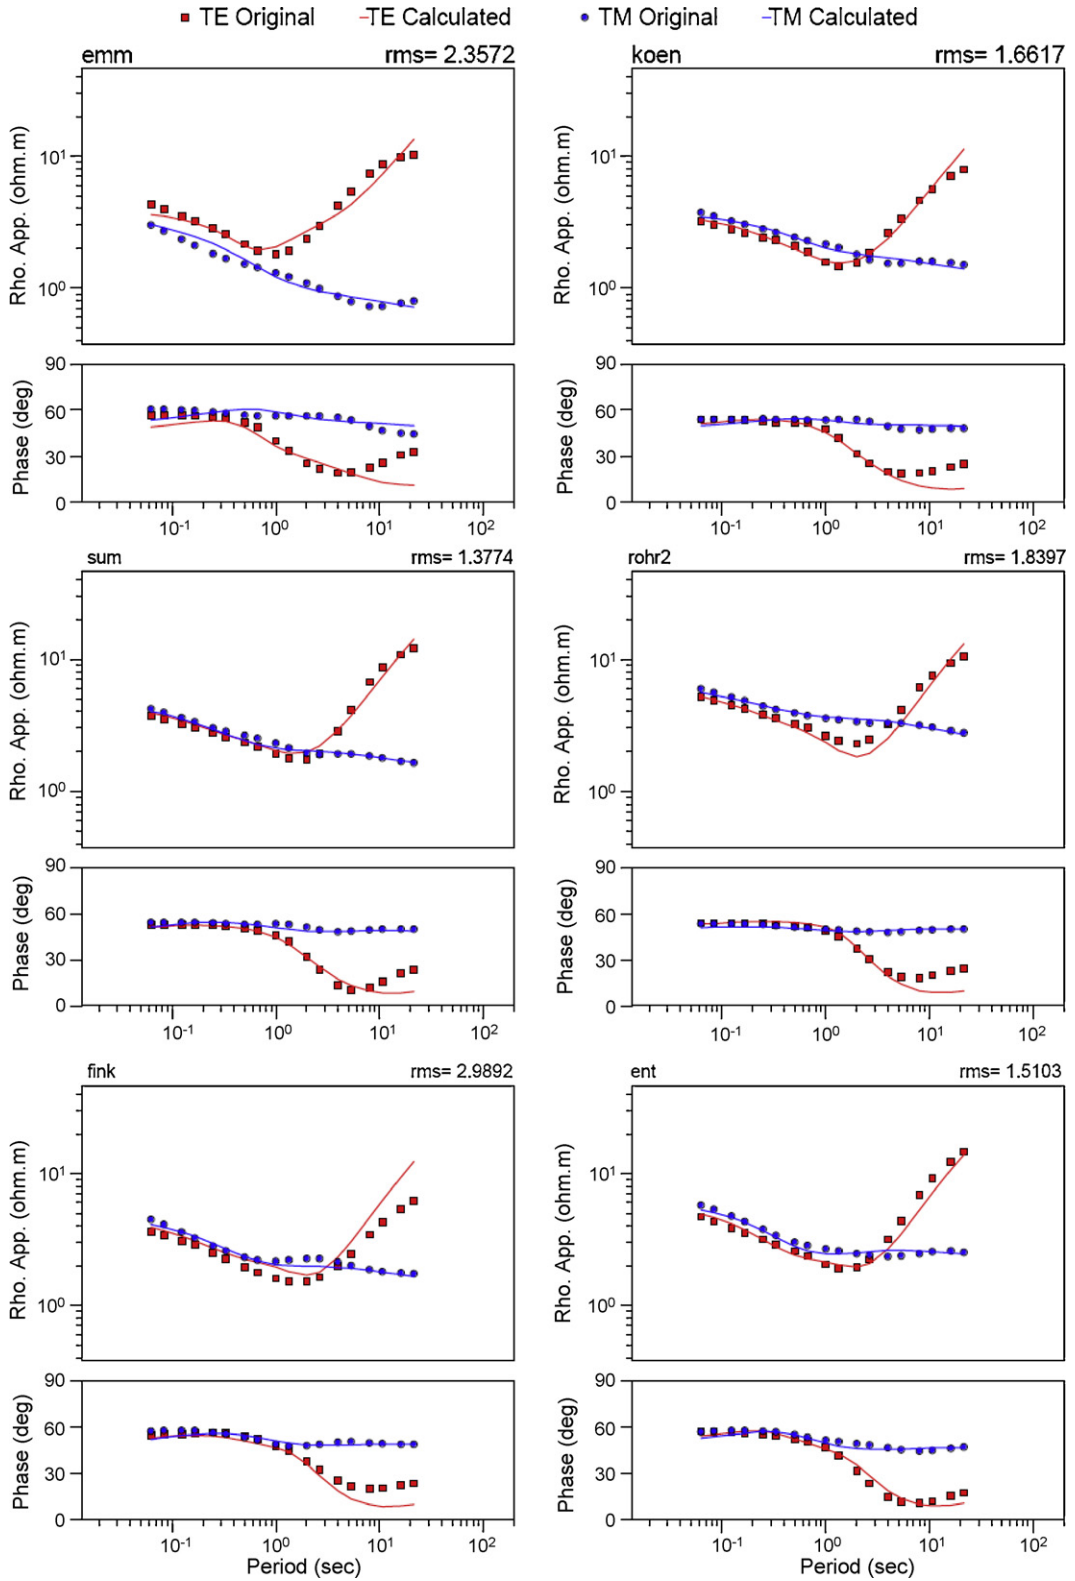 TE Original TE Calculated TM Original TM Calculated
emm rms= 2.3572 koen rms= 1.6617
Rho. App. (ohm.m) 10¹ 10⁰ Rho. App. (ohm.m) 10¹ 10⁰
Phase (deg) 90 60 30 0 Phase (deg) 90 60 30 0
10⁻¹ 10⁰ 10¹ 10² 10⁻¹ 10⁰ 10¹ 10²
sum rms= 1.3774 rohr2 rms= 1.8397
Rho. App. (ohm.m) 10¹ 10⁰ Rho. App. (ohm.m) 10¹ 10⁰
Phase (deg) 90 60 30 0 Phase (deg) 90 60 30 0
10⁻¹ 10⁰ 10¹ 10² 10⁻¹ 10⁰ 10¹ 10²
fink rms= 2.9892 ent rms= 1.5103
Rho. App. (ohm.m) 10¹ 10⁰ Rho. App. (ohm.m) 10¹ 10⁰
Phase (deg) 90 60 30 0 Phase (deg) 90 60 30 0
10⁻¹ 10⁰ 10¹ 10² 10⁻¹ 10⁰ 10¹ 10²
Period (sec) Period (sec)